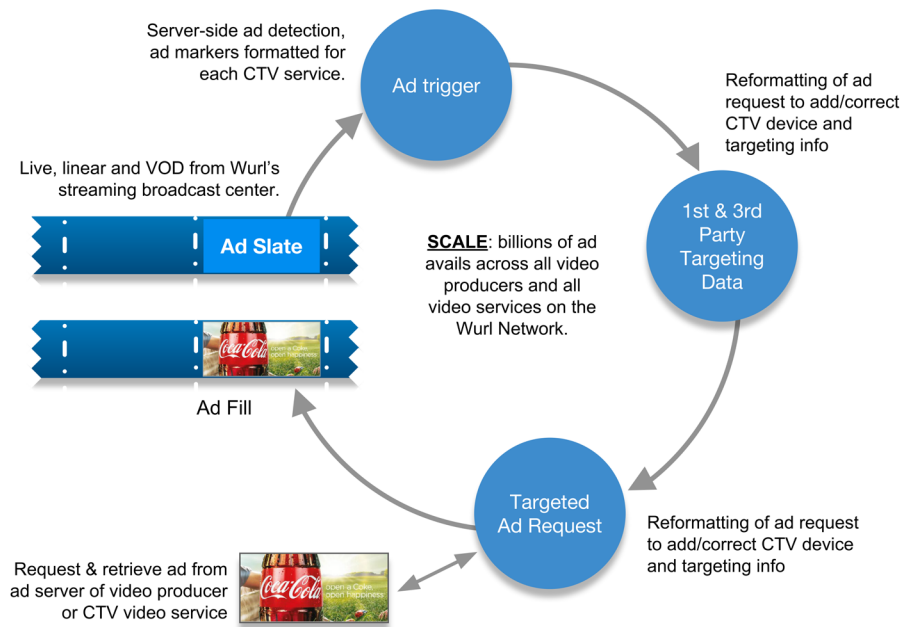 Server-side ad detection,
ad markers formatted for
each CTV service.
Ad trigger
Reformatting of ad
request to add/correct
CTV device and
targeting info
Live, linear and VOD from Wurl's
streaming broadcast center.
Ad Slate
1st & 3rd
Party
Targeting
Data
SCALE: billions of ad
avails across all video
producers and all
video services on the
Wurl Network.
Coca-Cola
open a Coke
open happiness
Ad Fill
Targeted
Ad Request
Reformatting of ad request
to add/correct CTV device
and targeting info
Request & retrieve ad from
ad server of video producer
or CTV video service
Coca-Cola
open a Coke
open happiness